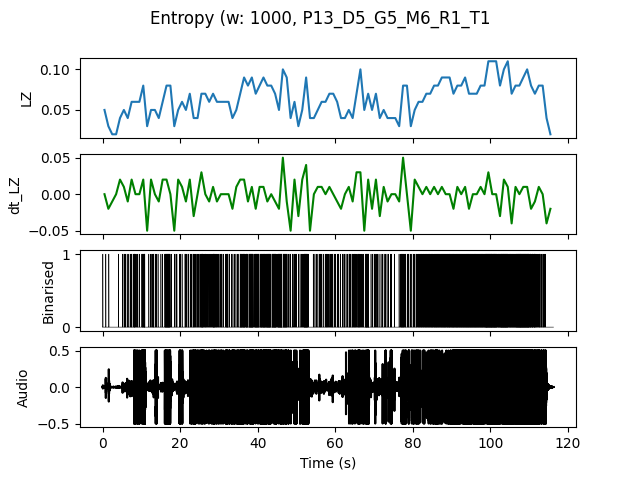 Entropy (w: 1000, P13_D5_G5_M6_R1_T1
0.10
0.05
LZ
0.05
0.00
−0.05
dt_LZ
1
0
Binarised
0.5
0.0
−0.5
Audio
0 20 40 60 80 100 120
Time (s)